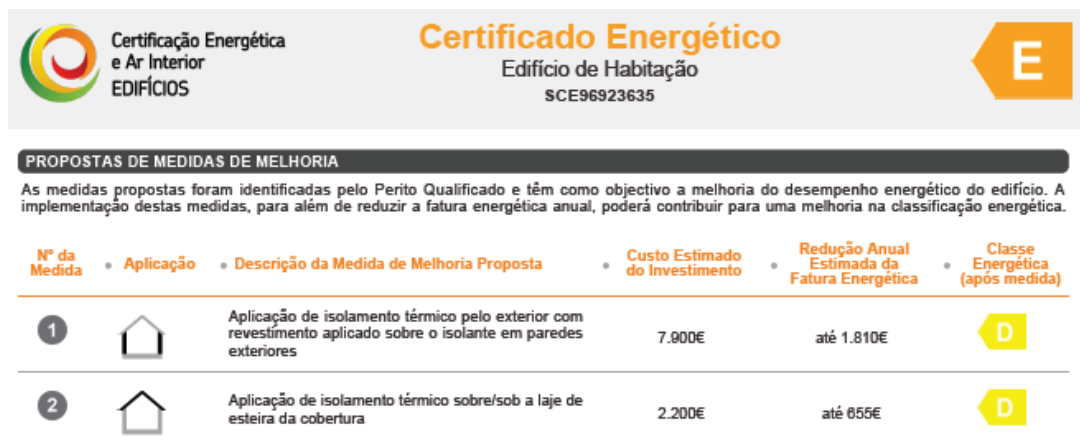 Certificação Energética
e Ar Interior
EDIFÍCIOS
Certificado Energético
Edifício de Habitação
SCE96923635
E
PROPOSTAS DE MEDIDAS DE MELHORIA
As medidas propostas foram identificadas pelo Perito Qualificado e têm como objectivo a melhoria do desempenho energético do edifício. A
implementação destas medidas, para além de reduzir a fatura energética anual, poderá contribuir para uma melhoria na classificação energética.
Nº da
Medida
Aplicação
Descrição da Medida de Melhoria Proposta
Custo Estimado
do Investimento
Redução Anual
Estimada da
Fatura Energética
Classe
Energética
(após medida)
1
Aplicação de isolamento térmico pelo exterior com
revestimento aplicado sobre o isolante em paredes
exteriores
7.900€
até 1.810€
D
2
Aplicação de isolamento térmico sobre/sob a laje de
esteira da cobertura
2.200€
até 655€
D